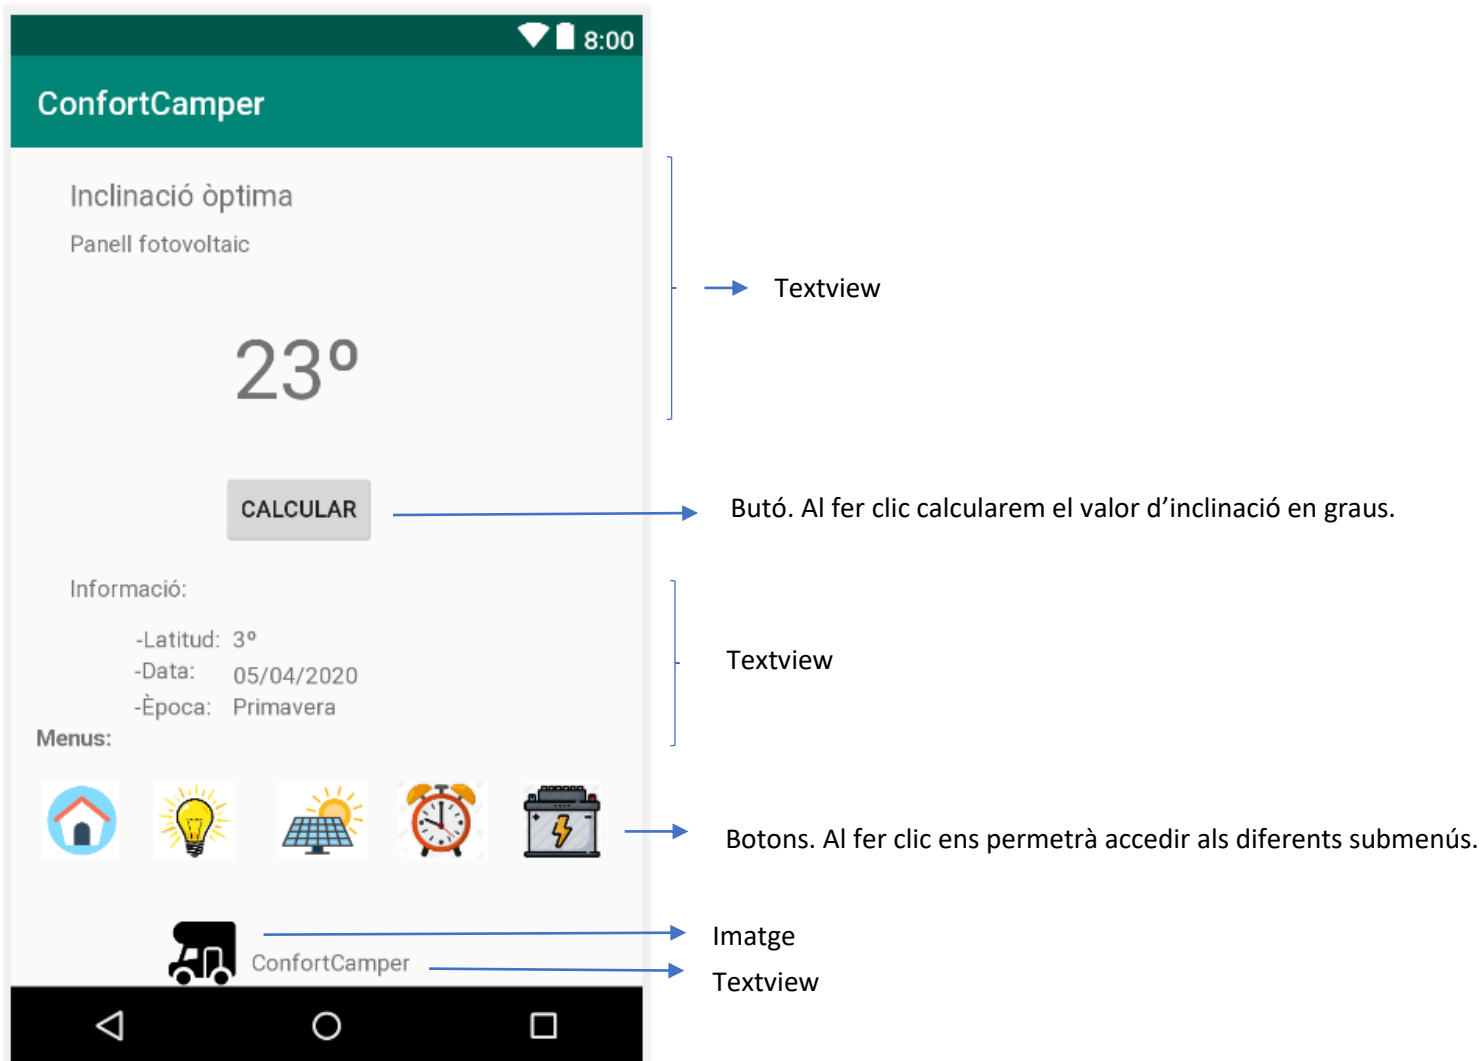 8:00
ConfortCamper
Inclinació òptima
Panell fotovoltaic
Textview
23º
CALCULAR
Butó. Al fer clic calcularem el valor d’inclinació en graus.
Informació:
-Latitud: 3º
-Data: 05/04/2020
-Època: Primavera
Textview
Menus:
Botons. Al fer clic ens permetrà accedir als diferents submenús.
Imatge
ConfortCamper
Textview